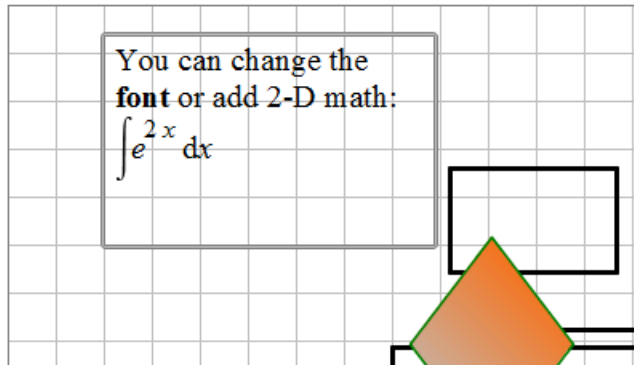 You can change the
font or add 2-D math:
∫e^{2x} dx